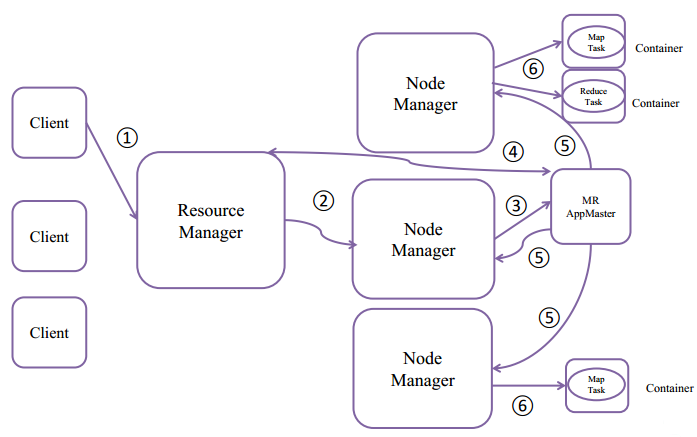 Client
Client
Client
①
Resource
Manager
②
Node
Manager
Node
Manager
Node
Manager
③
④
⑤
⑤
⑤
⑥
⑥
MR
AppMaster
Map
Task
Container
Reduce
Task
Container
Map
Task
Container